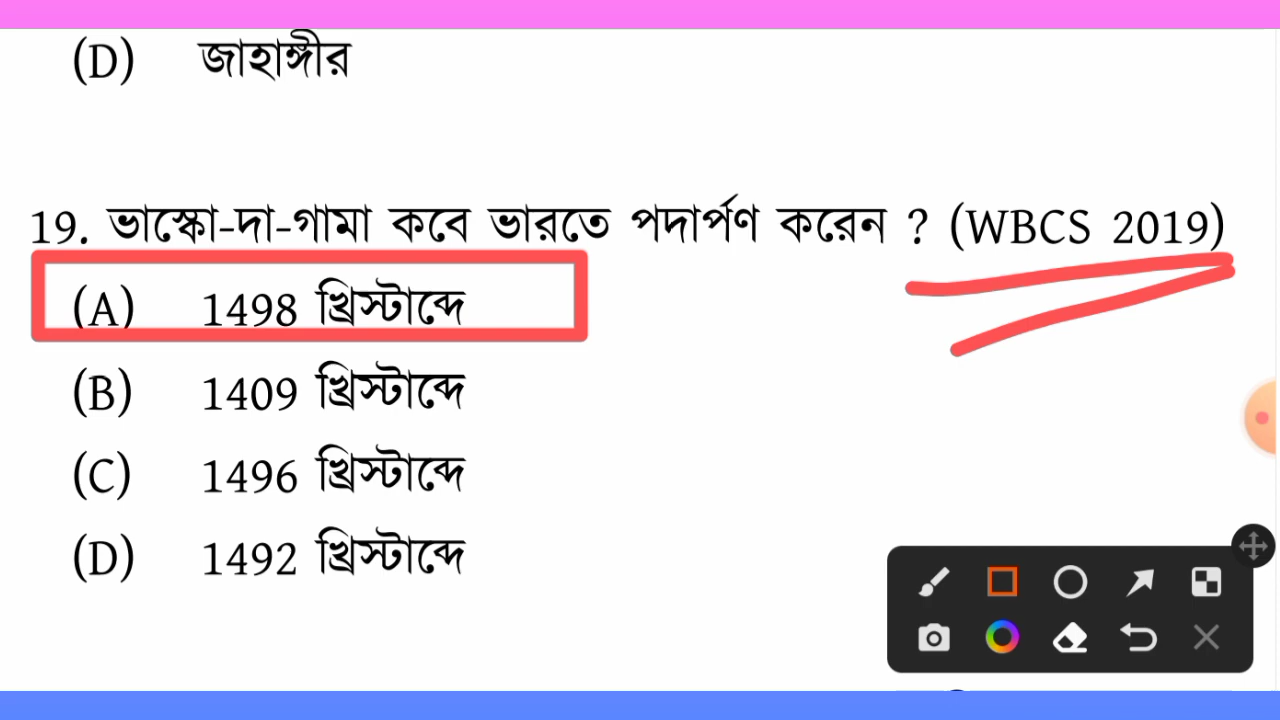 (D) জাহাঙ্গীর
19. ভাস্কো-দা-গামা কবে ভারতে পদার্পণ করেন ? (WBCS 2019)
(A) 1498 খ্রিস্টাব্দে
(B) 1409 খ্রিস্টাব্দে
(C) 1496 খ্রিস্টাব্দে
(D) 1492 খ্রিস্টাব্দে